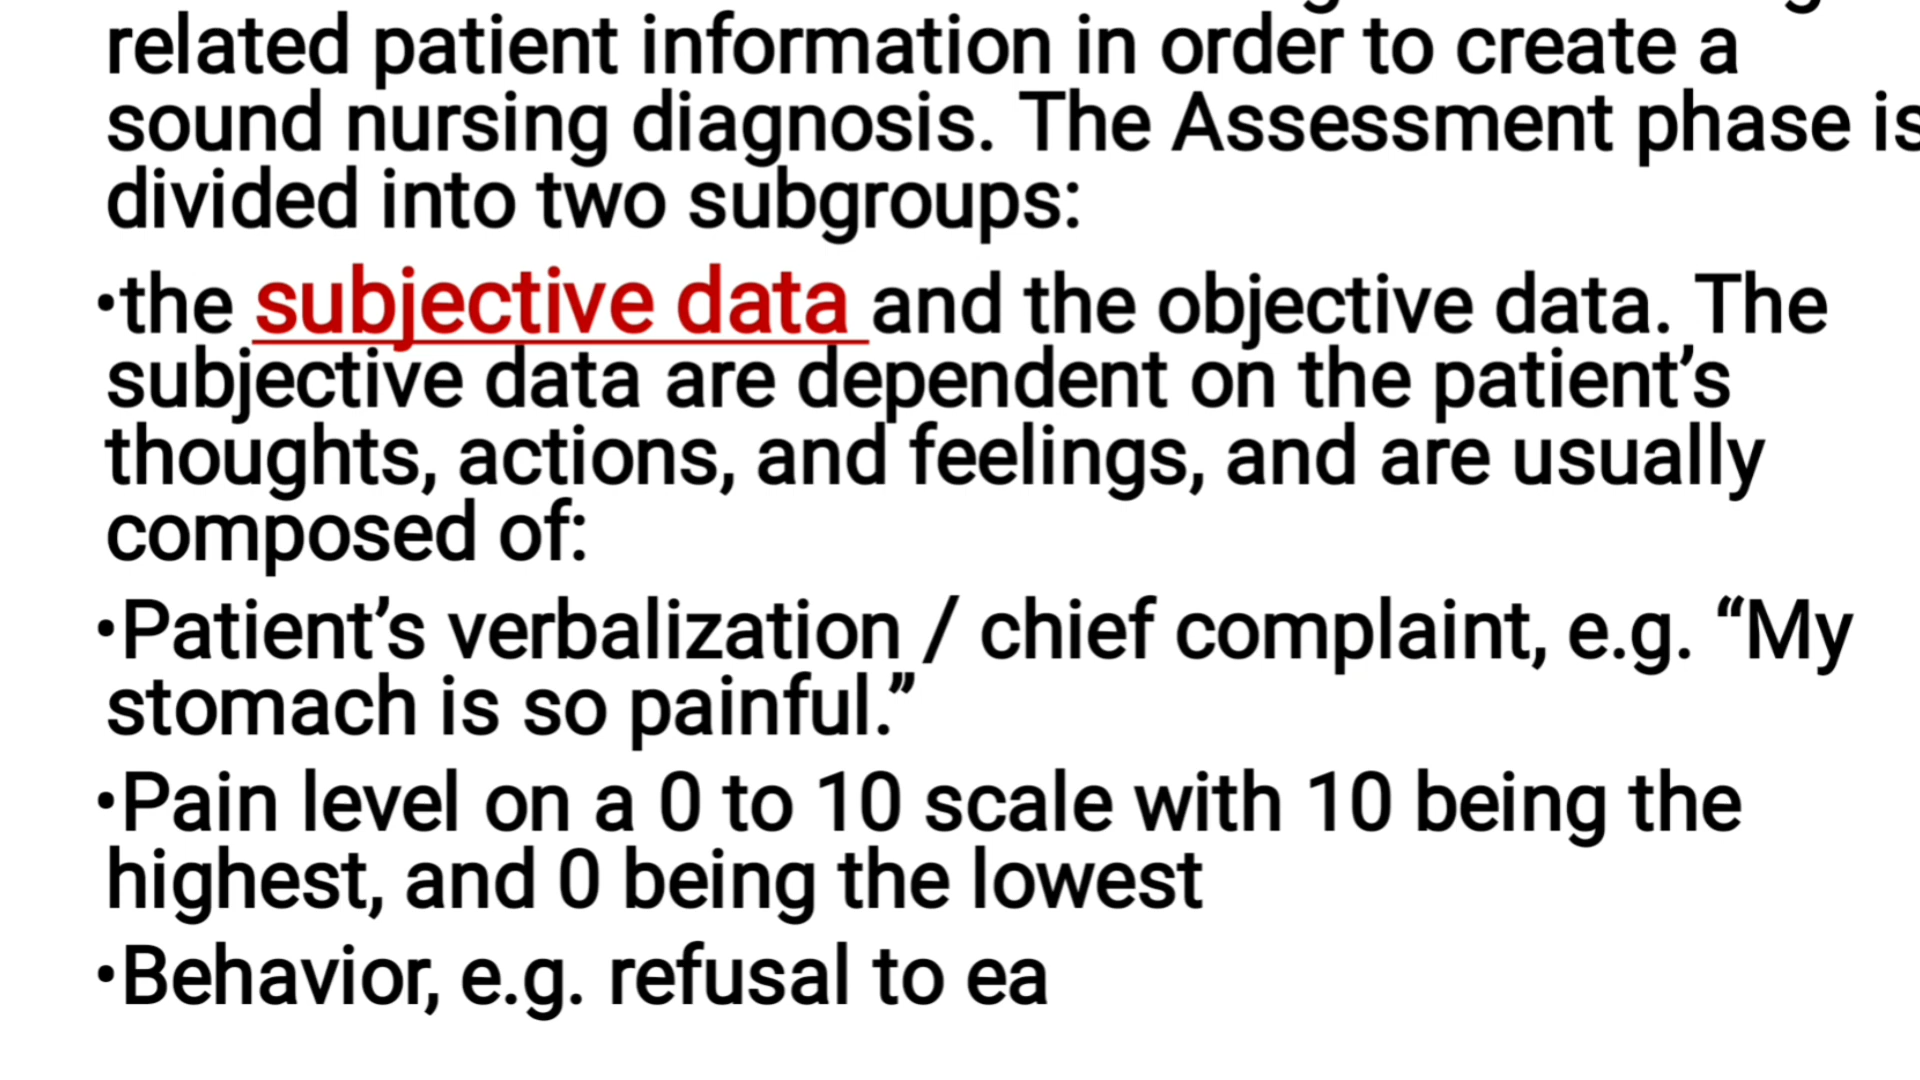 related patient information in order to create a
sound nursing diagnosis. The Assessment phase is
divided into two subgroups:
•the subjective data and the objective data. The
subjective data are dependent on the patient’s
thoughts, actions, and feelings, and are usually
composed of:
•Patient’s verbalization / chief complaint, e.g. “My
stomach is so painful.”
•Pain level on a 0 to 10 scale with 10 being the
highest, and 0 being the lowest
•Behavior, e.g. refusal to ea